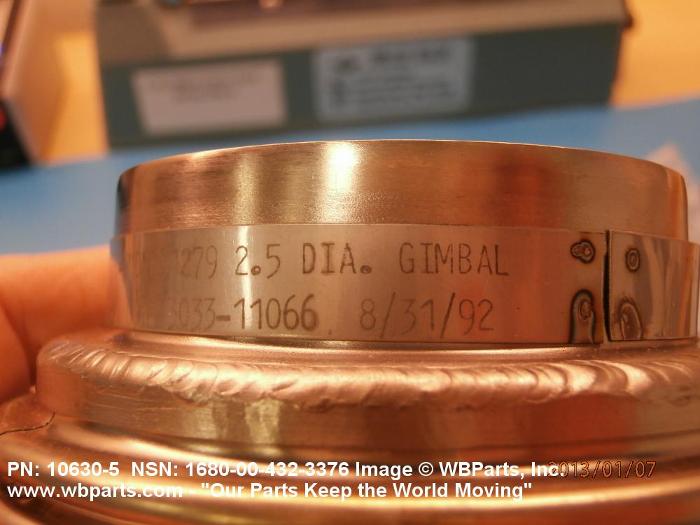 279 2.5 DIA. GIMBAL
033-11066 8/31/92
PN: 10630-5 NSN: 1680-00-432-3376 Image © WBParts, Inc.
2013/01/07
www.wbparts.com - "Our Parts Keep the World Moving"